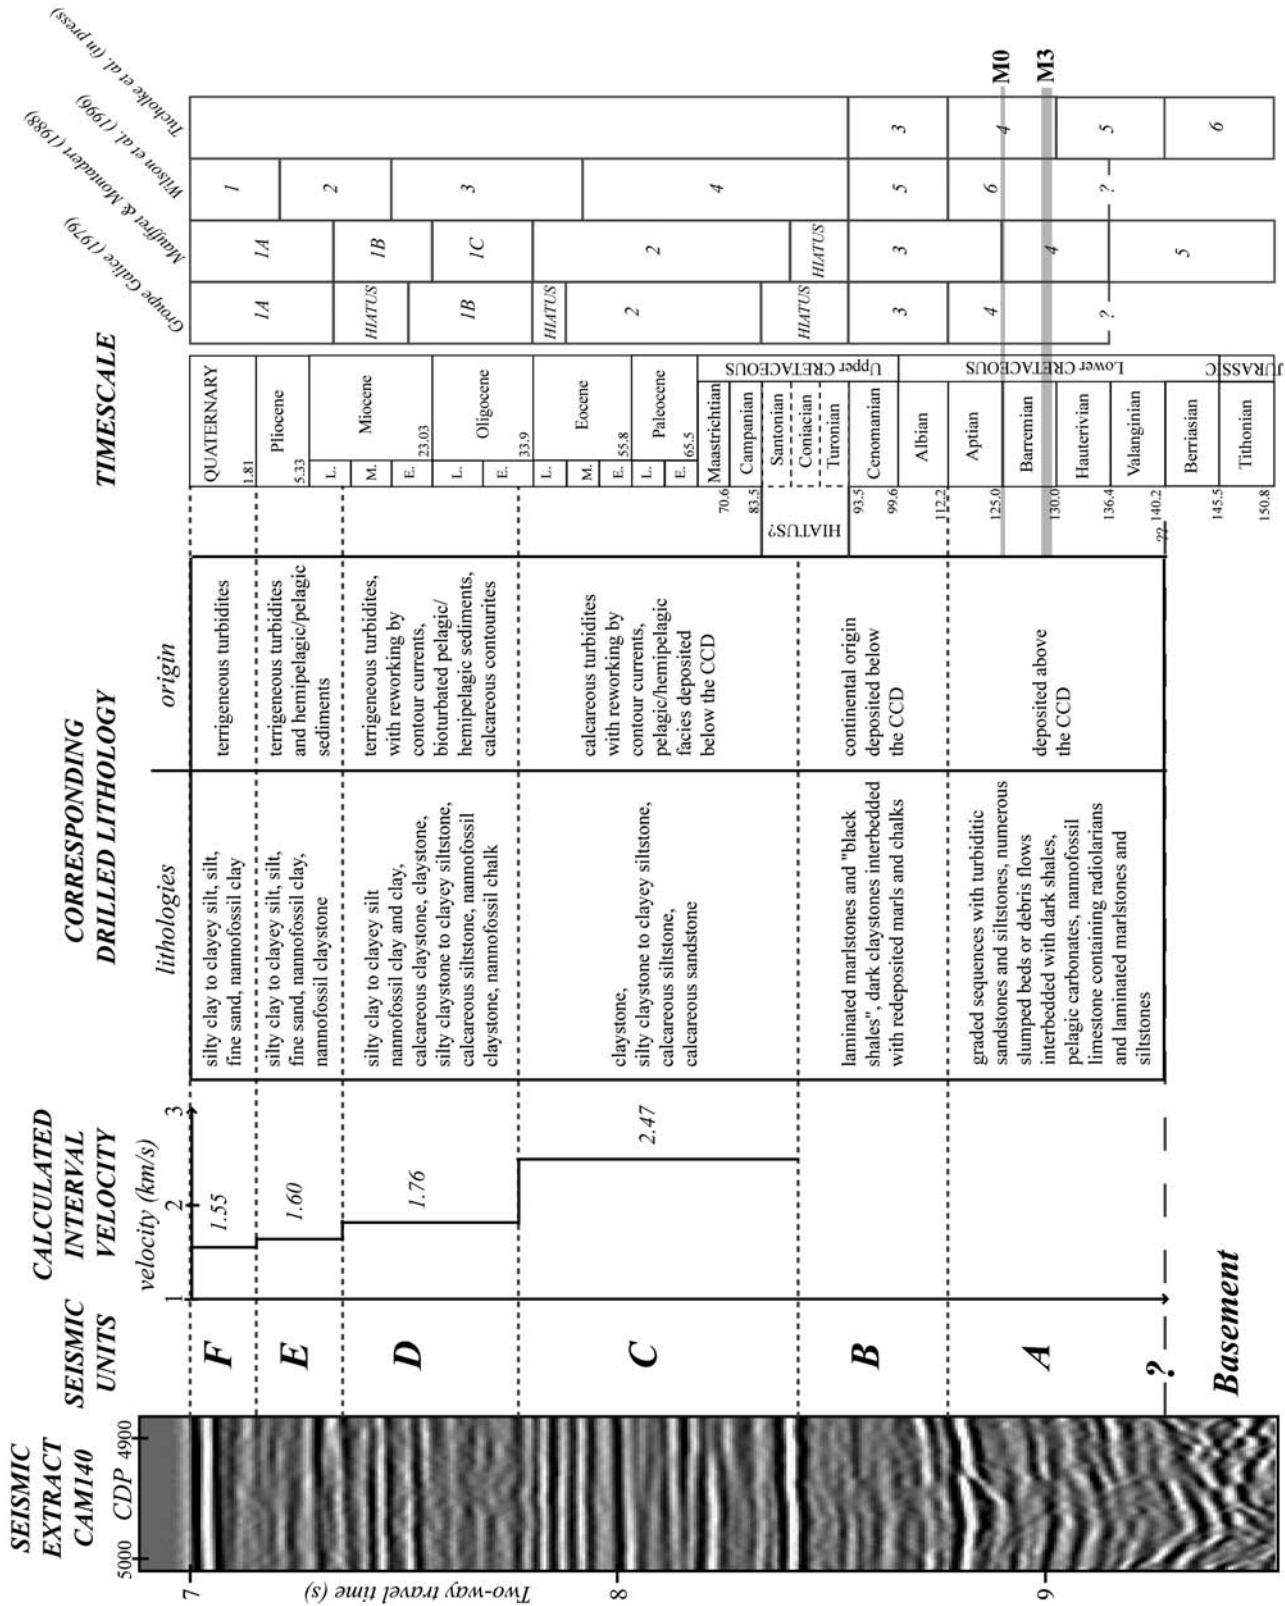 SEISMIC
EXTRACT
CAM140
SEISMIC
UNITS
CALCULATED
INTERVAL
VELOCITY
CORRESPONDING
DRILLED LITHOLOGY
TIMESCALE
Groupe Galice (1979)
Mauffret & Montadert (1988)
Wilson et al. (1996)
Tucholke et al. (in press)
5000 CDP 4900
velocity (km/s)
1 2 3
lithologies
origin
Two-way travel time (s)
7
8
9
F
E
D
C
B
A
?
Basement
1.55
1.60
1.76
2.47
silty clay to clayey silt, silt,
fine sand, nannofossil clay
silty clay to clayey silt, silt,
fine sand, nannofossil clay,
nannofossil claystone
silty clay to clayey silt
nannofossil clay and clay,
calcareous claystone, claystone,
silty claystone to clayey siltstone,
calcareous siltstone, nannofossil
claystone, nannofossil chalk
claystone,
silty claystone to clayey siltstone,
calcareous siltstone,
calcareous sandstone
laminated marlstones and "black
shales", dark claystones interbedded
with redeposited marls and chalks
graded sequences with turbiditic
sandstones and siltstones, numerous
slumped beds or debris flows
interbedded with dark shales,
pelagic carbonates, nannofossil
limestone containing radiolarians
and laminated marlstones and
siltstones
terrigeneous turbidites
terrigeneous turbidites
and hemipelagic/pelagic
sediments
terrigeneous turbidites,
with reworking by
contour currents,
bioturbated pelagic/
hemipelagic sediments,
calcareous contourites
calcareous turbidites
with reworking by
contour currents,
pelagic/hemipelagic
facies deposited
below the CCD
continental origin
deposited below
the CCD
deposited above
the CCD
QUATERNARY
1.81
Pliocene
5.33
L.
M.
E.
Miocene
23.03
L.
E.
Oligocene
33.9
L.
M.
E.
Eocene
55.8
L.
E.
Paleocene
65.5
Maastrichtian
70.6
Campanian
83.5
Santonian
Coniacian
Turonian
HIATUS?
93.5
Cenomanian
99.6
Albian
112.2
Aptian
125.0
Barremian
130.0
Hauterivian
136.4
Valanginian
140.2
??
Berriasian
145.5
Tithonian
150.8
Upper CRETACEOUS
Lower CRETACEOUS
JURASSIC
1A
HIATUS
1B
HIATUS
2
HIATUS
3
4
?
1A
1B
1C
2
HIATUS
3
4
5
1
2
3
4
5
6
?
3
4
5
6
M0
M3